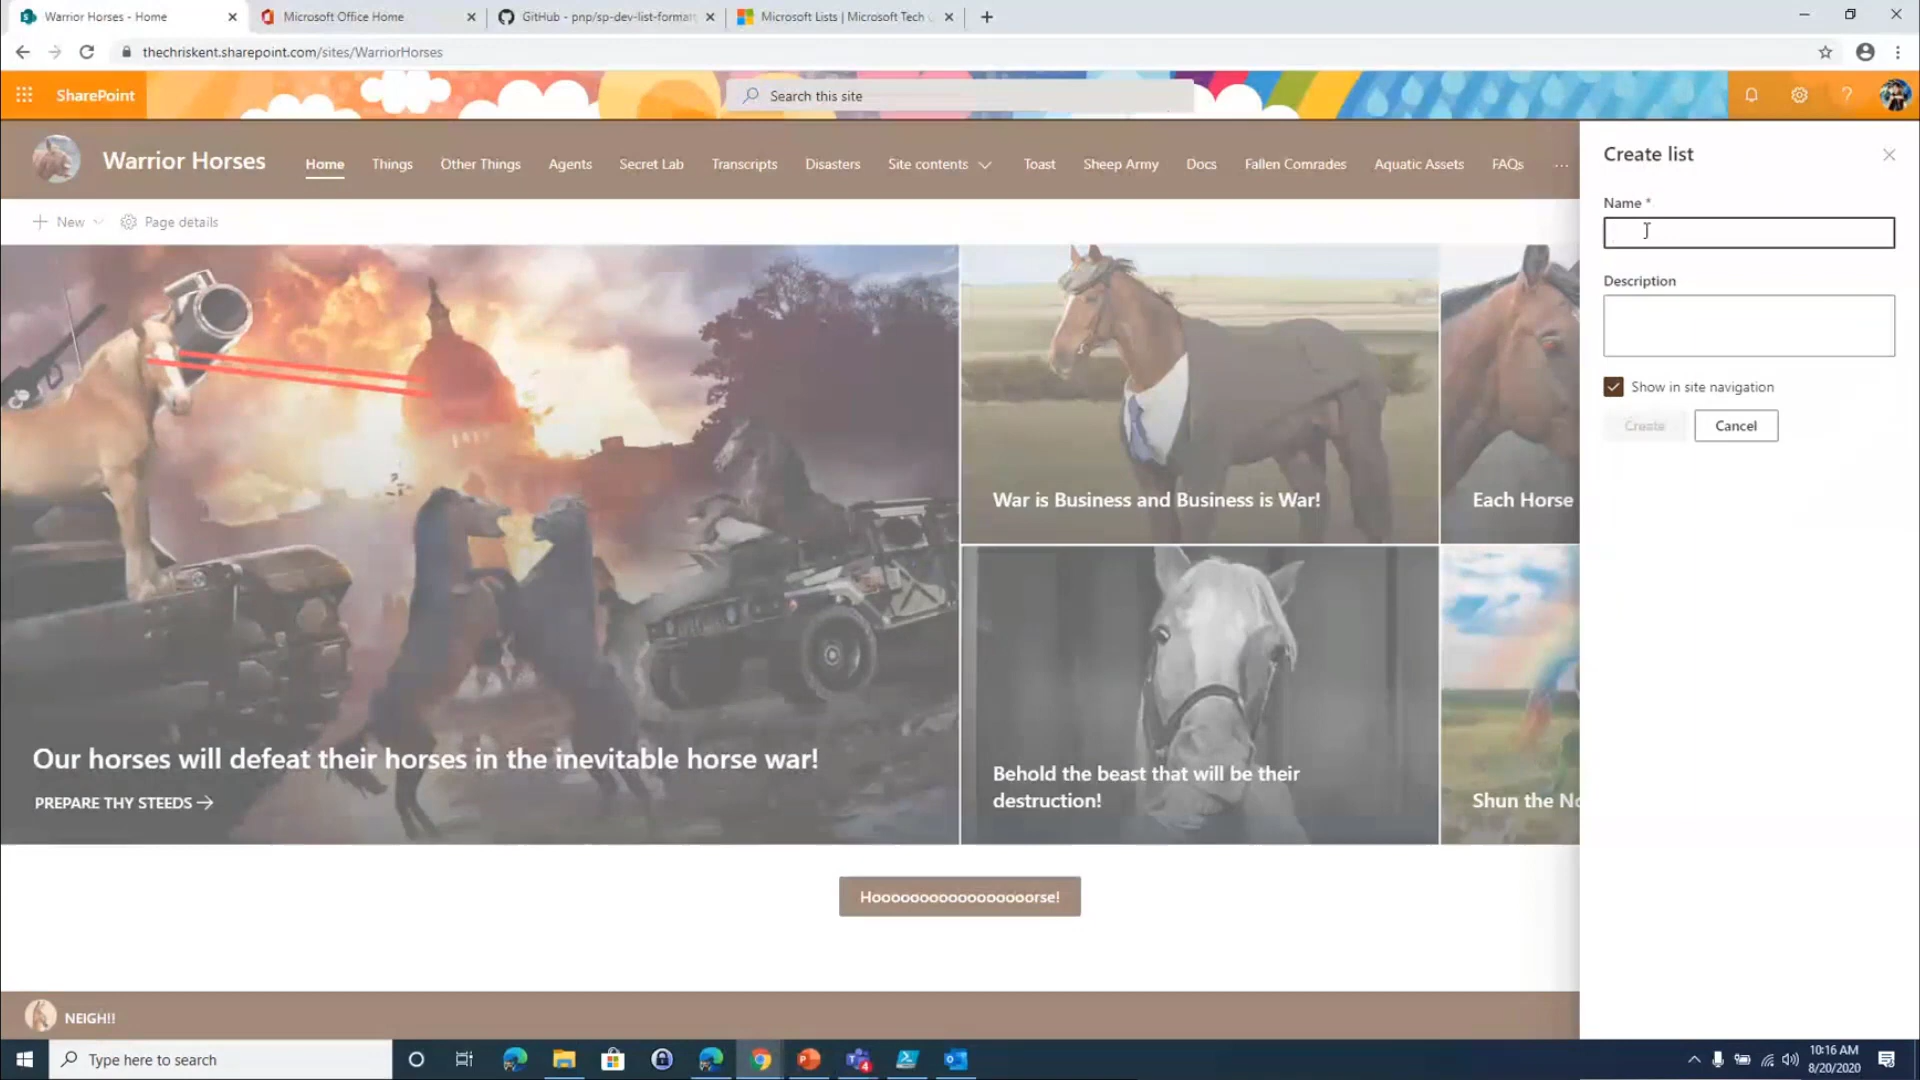 Warrior Horses - Home
Microsoft Office Home
GitHub - pnp/sp-dev-list-format
Microsoft Lists | Microsoft Tech
thechriskent.sharepoint.com/sites/WarriorHorses
SharePoint
Search this site
Warrior Horses
Home
Things
Other Things
Agents
Secret Lab
Transcripts
Disasters
Site contents
Toast
Sheep Army
Docs
Fallen Comrades
Aquatic Assets
FAQs
...
New
Page details
Our horses will defeat their horses in the inevitable horse war!
PREPARE THY STEEDS →
War is Business and Business is War!
Each Horse
Behold the beast that will be their
destruction!
Shun the
Hooooooooooooooooorse!
NEIGH!!
Create list
Name *
Description
Show in site navigation
Create
Cancel
Type here to search
4
10:16 AM
8/20/2020